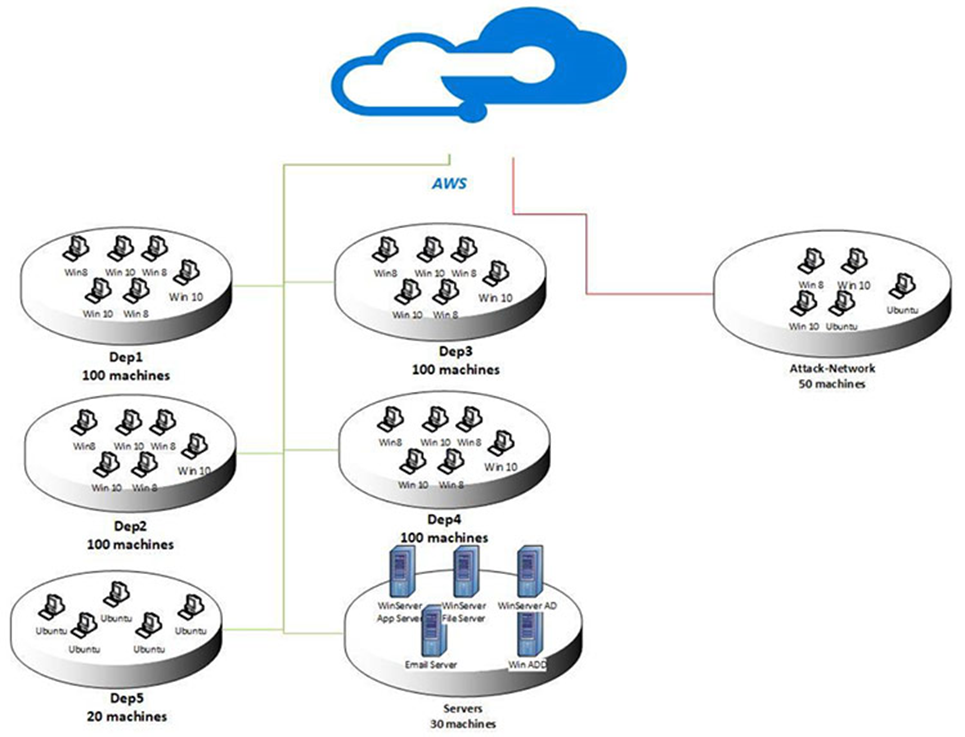 AWS
Win8
Win 10
Win 8
Win 10
Win 10
Win 8
Dep1
100 machines
Win8
Win 10
Win 8
Win 10
Win 10
Win 8
Dep3
100 machines
Win 8
Win 10
Ubuntu
Win 10
Ubuntu
Attack-Network
50 machines
Win8
Win 10
Win 8
Win 10
Win 10
Win 8
Dep2
100 machines
Win8
Win 10
Win 8
Win 10
Win 10
Win 8
Dep4
100 machines
Ubuntu
Ubuntu
Ubuntu
Ubuntu
Ubuntu
Dep5
20 machines
WinServer
App Server
WinServer
File Server
WinServer AD
Email Server
Win ADD
Servers
30 machines